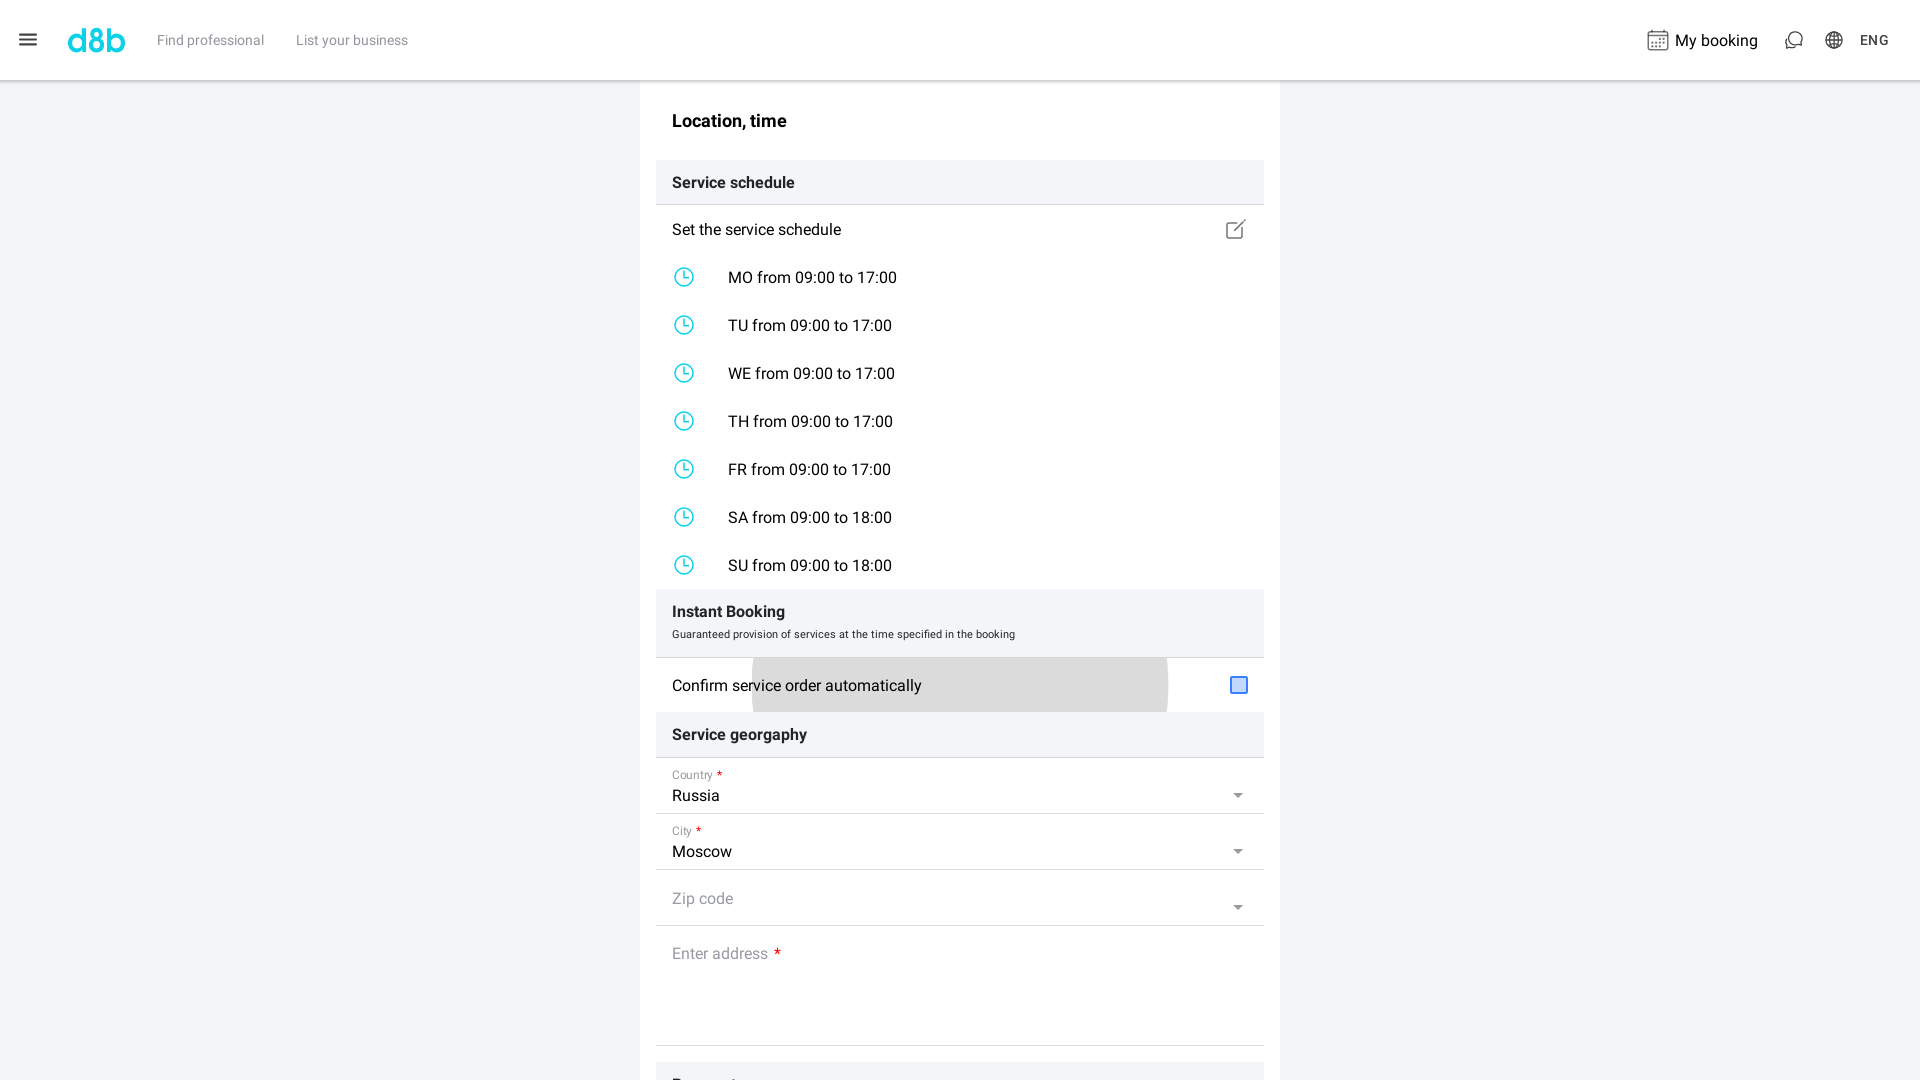 d8b
Find professional
List your business
My booking
ENG
Location, time
Service schedule
Set the service schedule
MO from 09:00 to 17:00
TU from 09:00 to 17:00
WE from 09:00 to 17:00
TH from 09:00 to 17:00
FR from 09:00 to 17:00
SA from 09:00 to 18:00
SU from 09:00 to 18:00
Instant Booking
Guaranteed provision of services at the time specified in the booking
Confirm service order automatically
Service georgaphy
Country *
Russia
City *
Moscow
Zip code
Enter address *